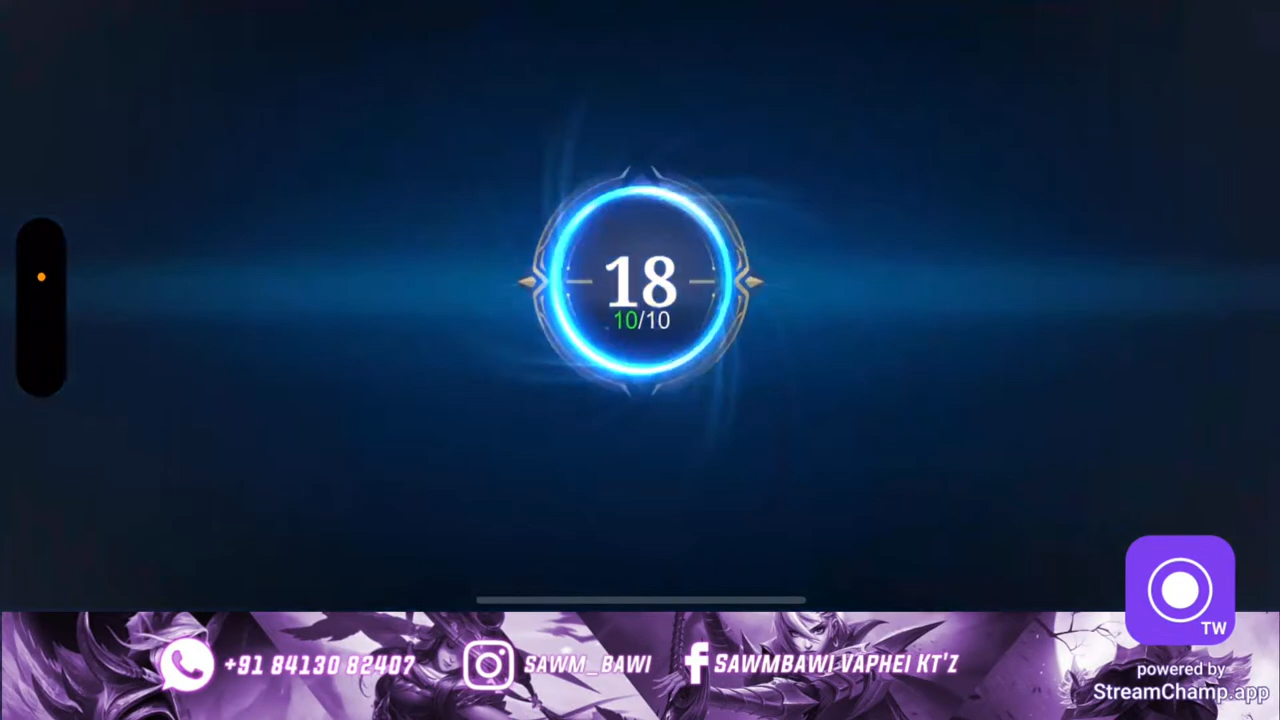 18
10/10
TW
+91 84130 82407
SAWM_BAWI
SAWMBAWI VAPHEI KT'Z
powered by
StreamChamp.app